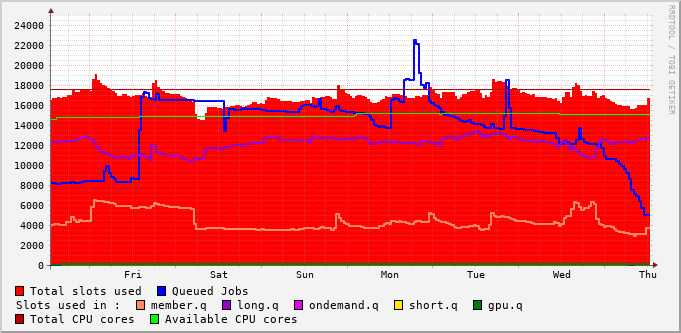 RRDTOOL / TOBI OETIKER
24000
22000
20000
18000
16000
14000
12000
10000
8000
6000
4000
2000
0
Fri Sat Sun Mon Tue Wed Thu
Total slots used Queued Jobs
Slots used in : member.q long.q ondemand.q short.q gpu.q
Total CPU cores Available CPU cores